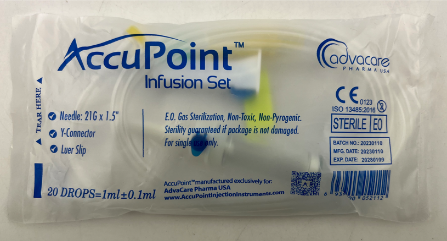 AccuPoint™
Infusion Set
advacare
PHARMA USA
TEAR HERE
Needle: 21G x 1.5"
Y-Connector
Luer Slip
E.O. Gas Sterilization, Non-Toxic, Non-Pyrogenic.
Sterility guaranteed if package is not damaged.
For single use only.
CE 0123
ISO 13485:2016
STERILE EO
BATCH NO.: 20230110
MFG. DATE: 20230110
EXP. DATE:
20 DROPS=1ml±0.1ml
AccuPoint™ manufactured exclusively for:
AdvaCare Pharma USA
www.AccuPointInjectionInstruments.com